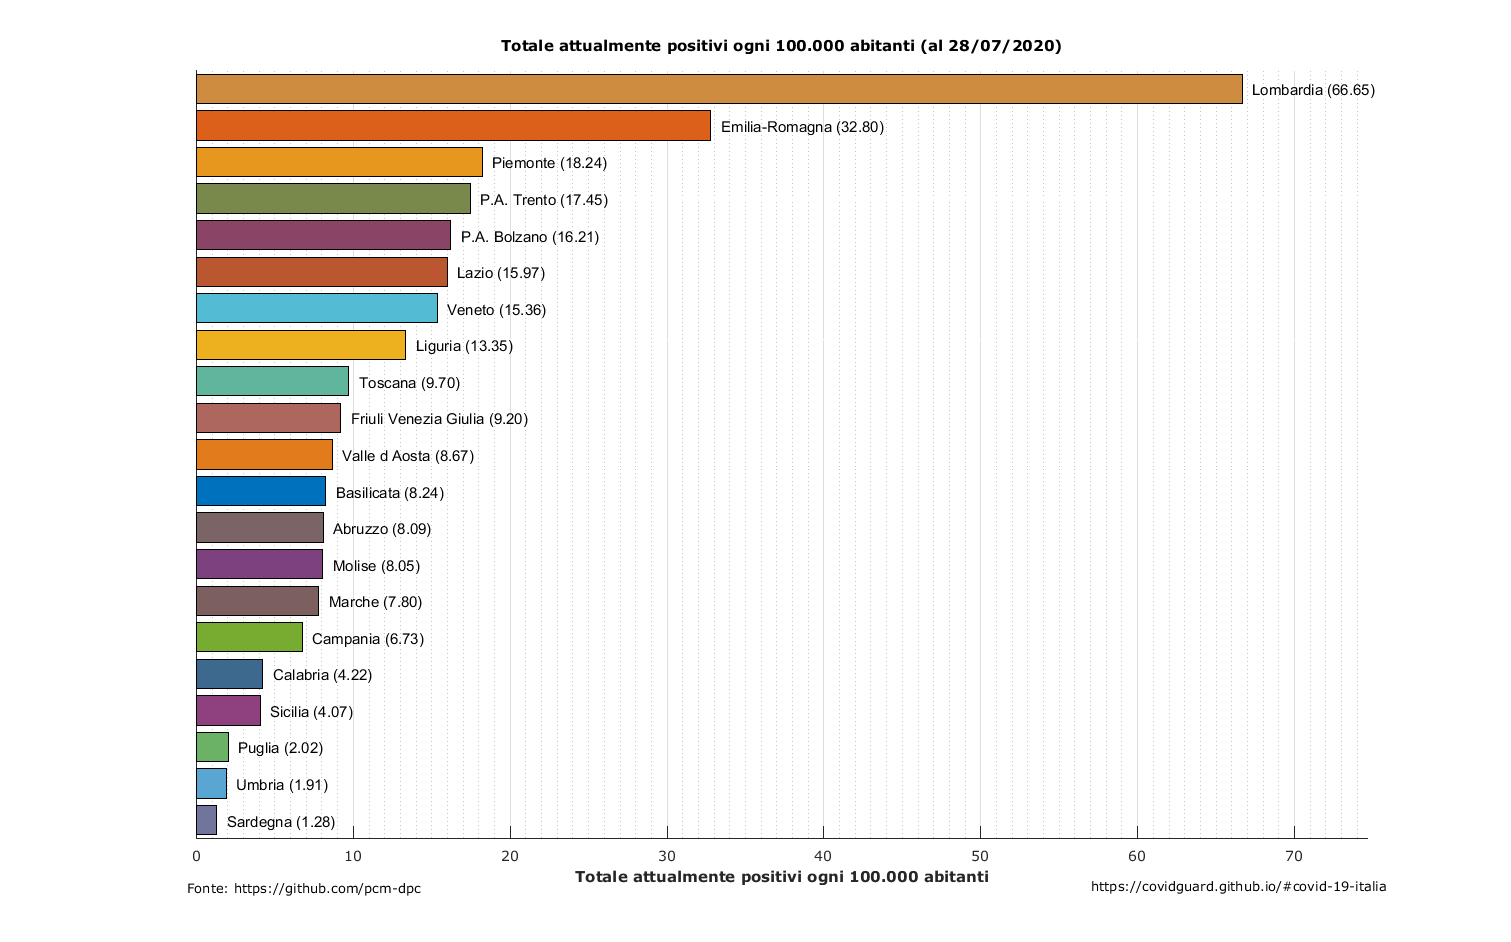 Totale attualmente positivi ogni 100.000 abitanti (al 28/07/2020)
Lombardia (66.65)
Emilia-Romagna (32.80)
Piemonte (18.24)
P.A. Trento (17.45)
P.A. Bolzano (16.21)
Lazio (15.97)
Veneto (15.36)
Liguria (13.35)
Toscana (9.70)
Friuli Venezia Giulia (9.20)
Valle d Aosta (8.67)
Basilicata (8.24)
Abruzzo (8.09)
Molise (8.05)
Marche (7.80)
Campania (6.73)
Calabria (4.22)
Sicilia (4.07)
Puglia (2.02)
Umbria (1.91)
Sardegna (1.28)
0 10 20 30 40 50 60 70
Totale attualmente positivi ogni 100.000 abitanti
Fonte: https://github.com/pcm-dpc
https://covidguard.github.io/#covid-19-italia